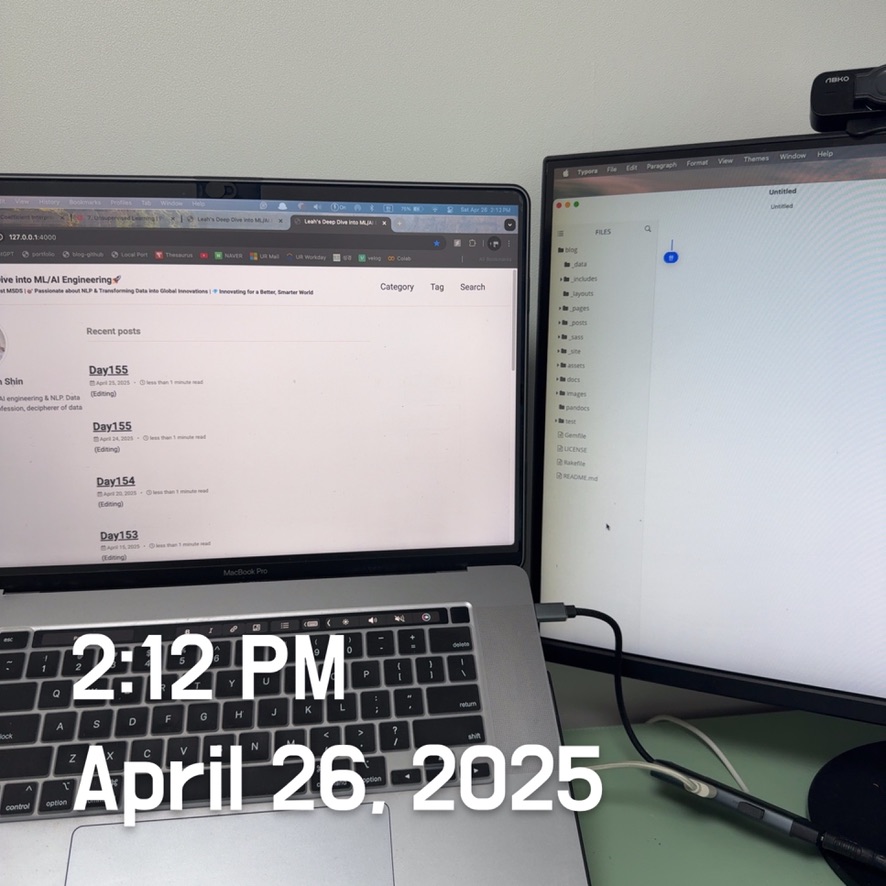 View History Bookmarks Profiles Tab Window Help
Sat Apr 26 2:12 PM
Leah's Deep Dive into ML/AI
Leah's Deep Dive into ML/AI
127.0.0.1:4000
portfolio blog-github Local Port Thesaurus NAVER UR Mail UR Workday velog Colab
ive into ML/AI Engineering🚀
st MSDS | Passionate about NLP & Transforming Data into Global Innovations | Innovating for a Better, Smarter World
Category Tag Search
Recent posts
Shin
AI engineering & NLP. Data
decipherer of data
Day155
April 25, 2025 • less than 1 minute read
(Editing)
Day155
April 24, 2025 • less than 1 minute read
(Editing)
Day154
April 20, 2025 • less than 1 minute read
(Editing)
Day153
April 15, 2025 • less than 1 minute read
(Editing)
MacBook Pro
Typora File Edit Paragraph Format View Themes Window Help
Untitled
Untitled
FILES
blog
_data
_includes
_layouts
_pages
_posts
_sass
_site
assets
docs
images
pandocs
test
Gemfile
LICENSE
Rakefile
README.md
한
esc
delete
Q
Y U
return
A S D F G H J K L
lock
Z X C V B N
shift
control option
option
2:12 PM
April 26, 2025